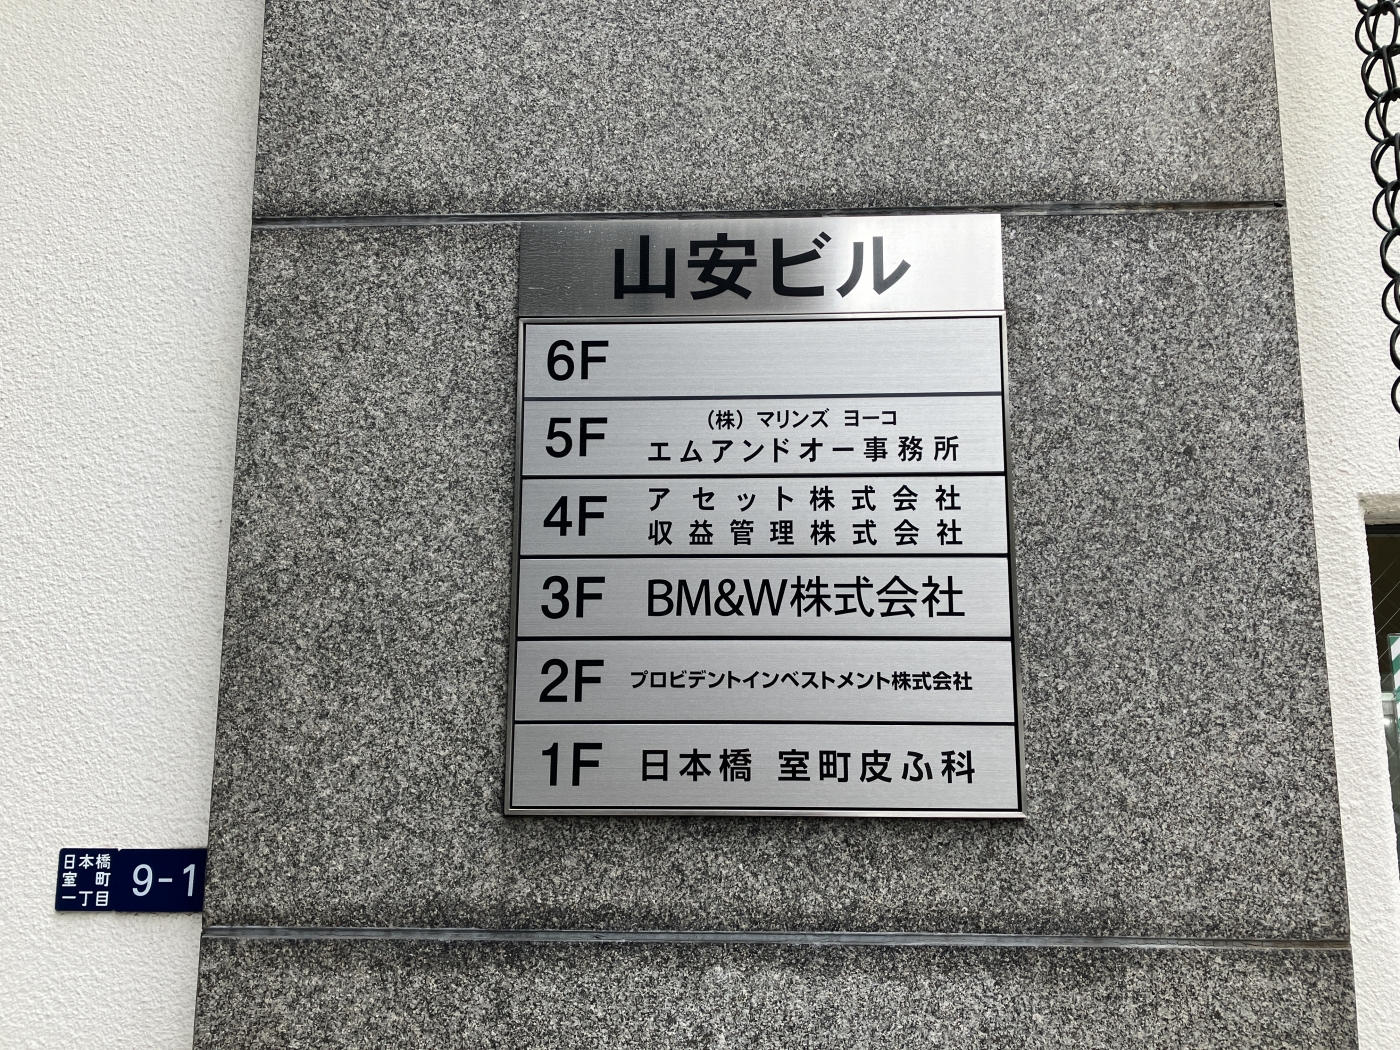 山安ビル
6F
5F (株) マリンズ ヨーコ
エムアンドオー事務所
4F アセット株式会社
収益管理株式会社
3F BM&W株式会社
2F プロビデントインベストメント株式会社
1F 日本橋 室町皮ふ科
日本橋
室町
一丁目
9-1